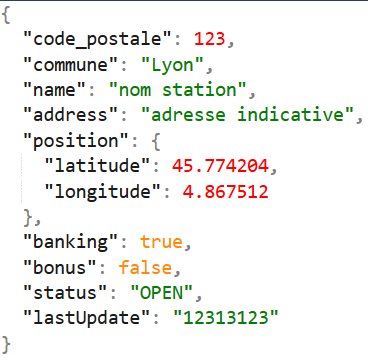 {
  "code_postale": 123,
  "commune": "Lyon",
  "name": "nom station",
  "address": "adresse indicative",
  "position": {
    "latitude": 45.774204,
    "longitude": 4.867512
  },
  "banking": true,
  "bonus": false,
  "status": "OPEN",
  "lastUpdate": "12313123"
}